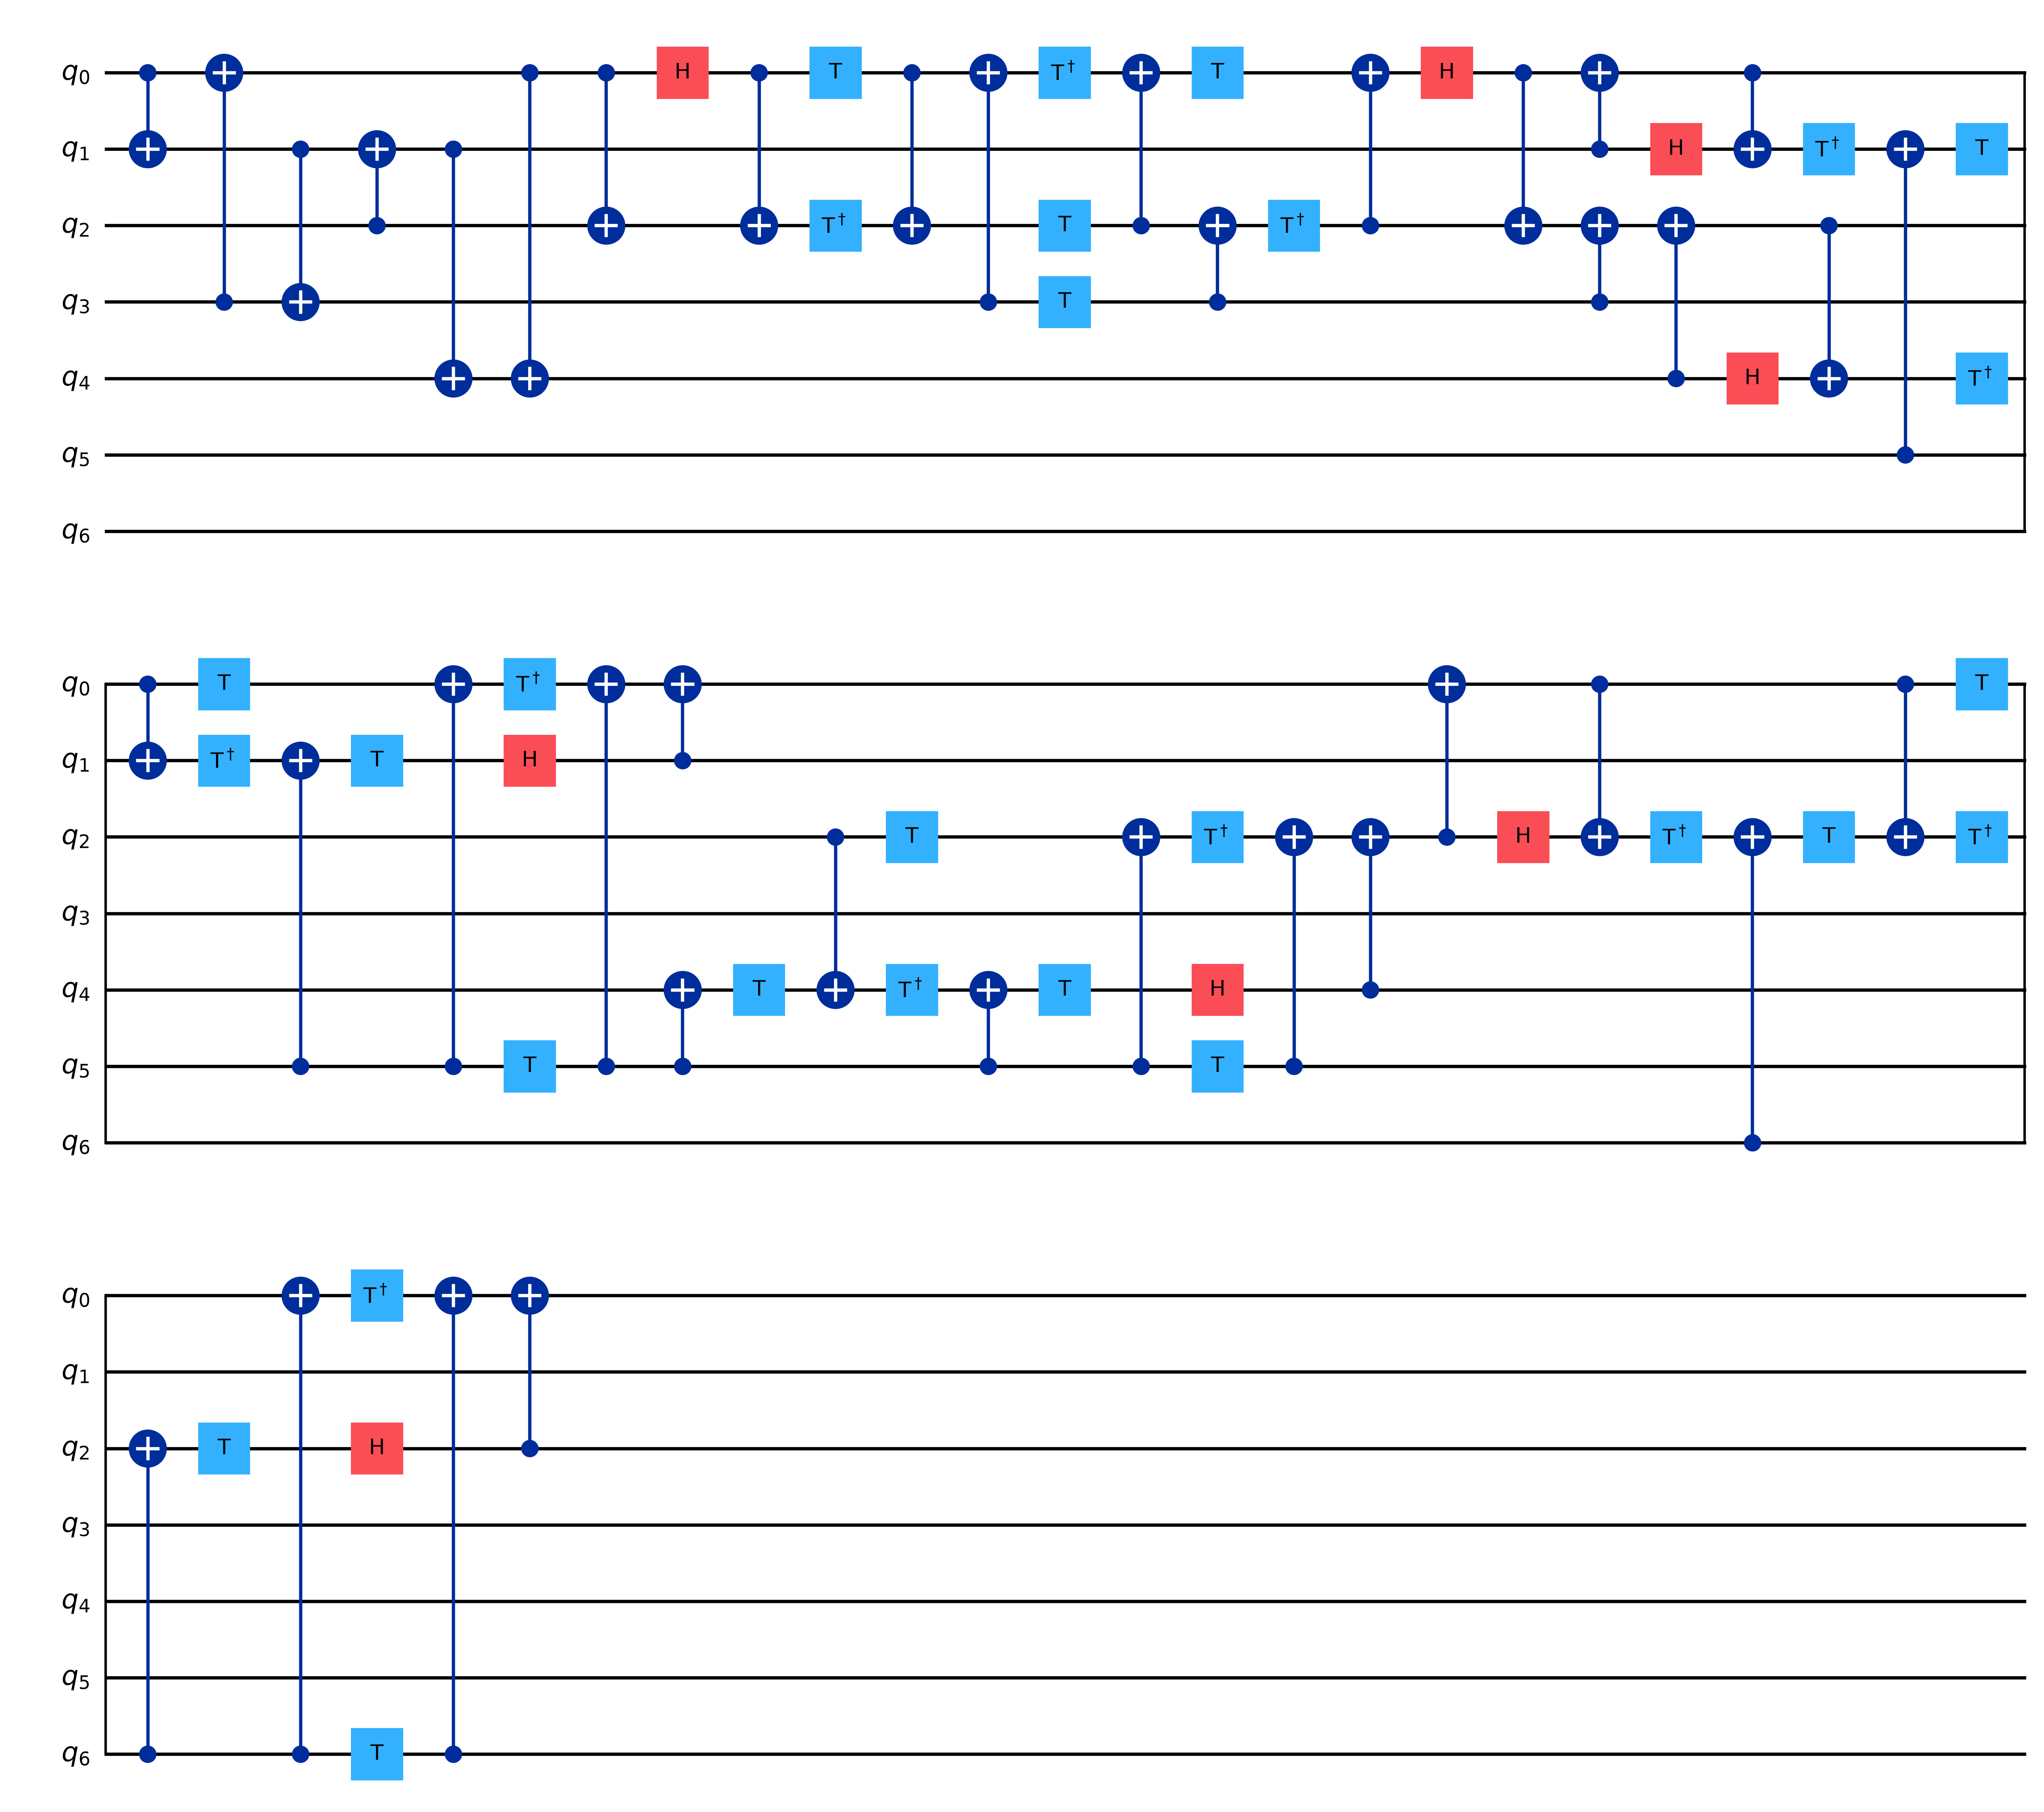 q0 H T T† T H
q1 H T† T
q2 T† T T†
q3 T
q4 H T†
q5
q6
q0 T T† T
q1 T† T H
q2 T T† H T† T T†
q3
q4 T T† T H
q5 T T
q6
q0 T†
q1
q2 T H
q3
q4
q5
q6 T